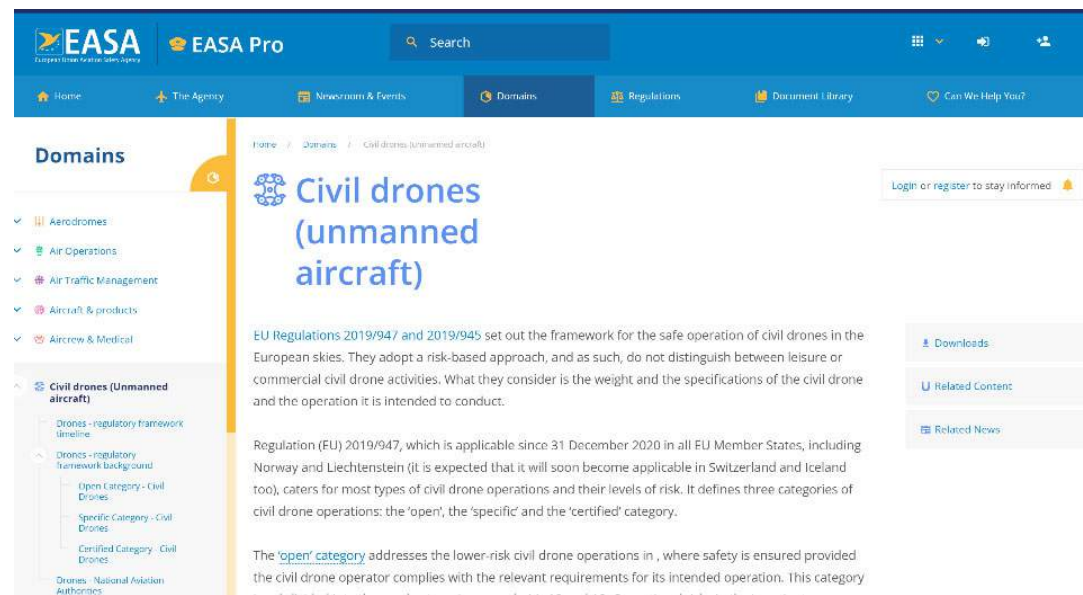 EASA
European Union Aviation Safety Agency
EASA Pro
Search
Home
The Agency
Newsroom & Events
Domains
Regulations
Document Library
Can We Help You?
Domains
Aerodromes
Air Operations
Air Traffic Management
Aircraft & products
Aircrew & Medical
Civil drones (Unmanned
aircraft)
Drones - regulatory framework
timeline
Drones - regulatory
framework background
Open Category - Civil
Drones
Specific Category - Civil
Drones
Certified Category - Civil
Drones
Drones - National Aviation
Authorities
Home / Domains / Civil drones (unmanned aircraft)
Civil drones
(unmanned
aircraft)
Login or register to stay informed
EU Regulations 2019/947 and 2019/945 set out the framework for the safe operation of civil drones in the
European skies. They adopt a risk-based approach, and as such, do not distinguish between leisure or
commercial civil drone activities. What they consider is the weight and the specifications of the civil drone
and the operation it is intended to conduct.
Regulation (EU) 2019/947, which is applicable since 31 December 2020 in all EU Member States, including
Norway and Liechtenstein (it is expected that it will soon become applicable in Switzerland and Iceland
too), caters for most types of civil drone operations and their levels of risk. It defines three categories of
civil drone operations: the 'open', the 'specific' and the 'certified' category.
The 'open' category addresses the lower-risk civil drone operations in , where safety is ensured provided
the civil drone operator complies with the relevant requirements for its intended operation. This category
Downloads
Related Content
Related News